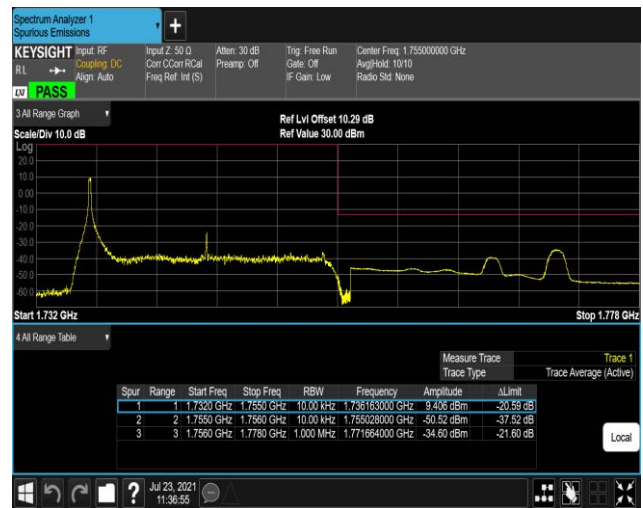 Spectrum Analyzer 1
Spurious Emissions
KEYSIGHT
Input: RF
Input Z: 50 Ω
Atten: 30 dB
Trig: Free Run
Center Freq: 1.755000000 GHz
RL
Coupling: DC
Corr CCorr RCal
Preamp: Off
Gate: Off
Avg|Hold: 10/10
Align: Auto
Freq Ref: Int (S)
IF Gain: Low
Radio Std: None
LXI PASS
3 All Range Graph
Ref Lvl Offset 10.29 dB
Scale/Div 10.0 dB
Ref Value 30.00 dBm
Log
20.0
10.0
0.00
-10.0
-20.0
-30.0
-40.0
-50.0
-60.0
Start 1.732 GHz
Stop 1.778 GHz
4 All Range Table
Measure Trace Trace 1
Trace Type Trace Average (Active)
Spur Range Start Freq Stop Freq RBW Frequency Amplitude ΔLimit
1 1 1.7320 GHz 1.7550 GHz 10.00 kHz 1.736163000 GHz 9.406 dBm -20.59 dB
2 2 1.7550 GHz 1.7560 GHz 10.00 kHz 1.755028000 GHz -50.52 dBm -37.52 dB
3 3 1.7560 GHz 1.7780 GHz 1.000 MHz 1.771664000 GHz -34.60 dBm -21.60 dB
Local
Jul 23, 2021
11:36:55